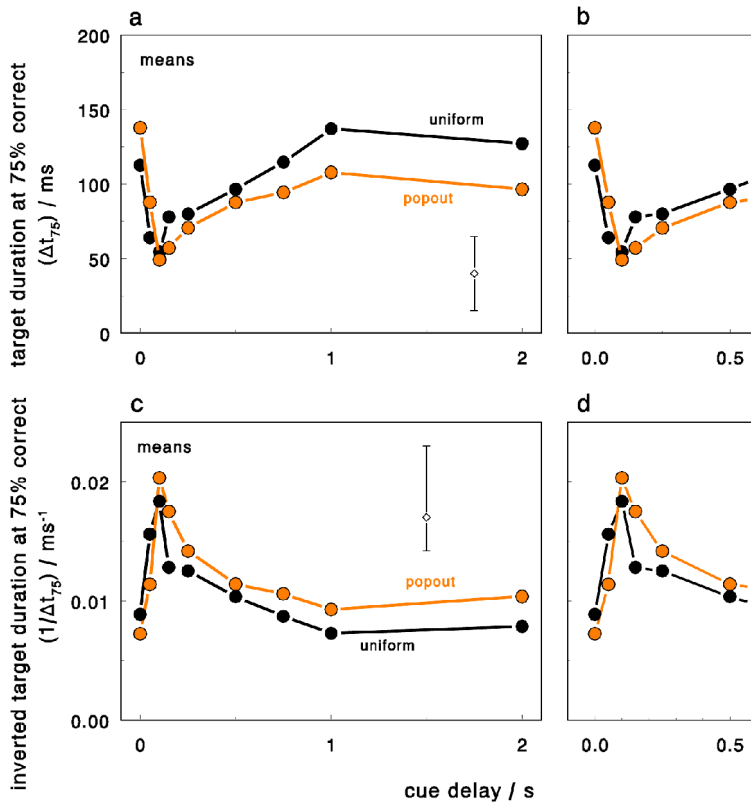 a
b
200
150
100
50
0
means
uniform
popout
0
1
2
0.0
0.5
target duration at 75% correct
(Δt75) / ms
c
d
0.02
0.01
0.00
means
popout
uniform
0
1
2
0.0
0.5
inverted target duration at 75% correct
(1/Δt75) / ms-1
cue delay / s